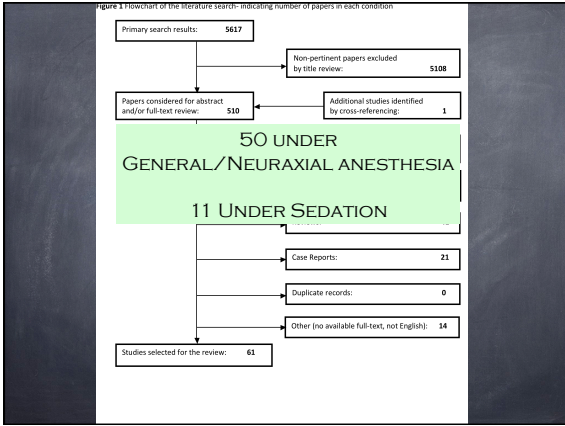 Figure 1 Flowchart of the literature search- indicating number of papers in each condition
Primary search results: 5617
Non-pertinent papers excluded
by title review: 5108
Papers considered for abstract
and/or full-text review: 510
Additional studies identified
by cross-referencing: 1
50 UNDER
GENERAL/NEURAXIAL ANESTHESIA
11 UNDER SEDATION
Case Reports: 21
Duplicate records: 0
Other (no available full-text, not English): 14
Studies selected for the review: 61